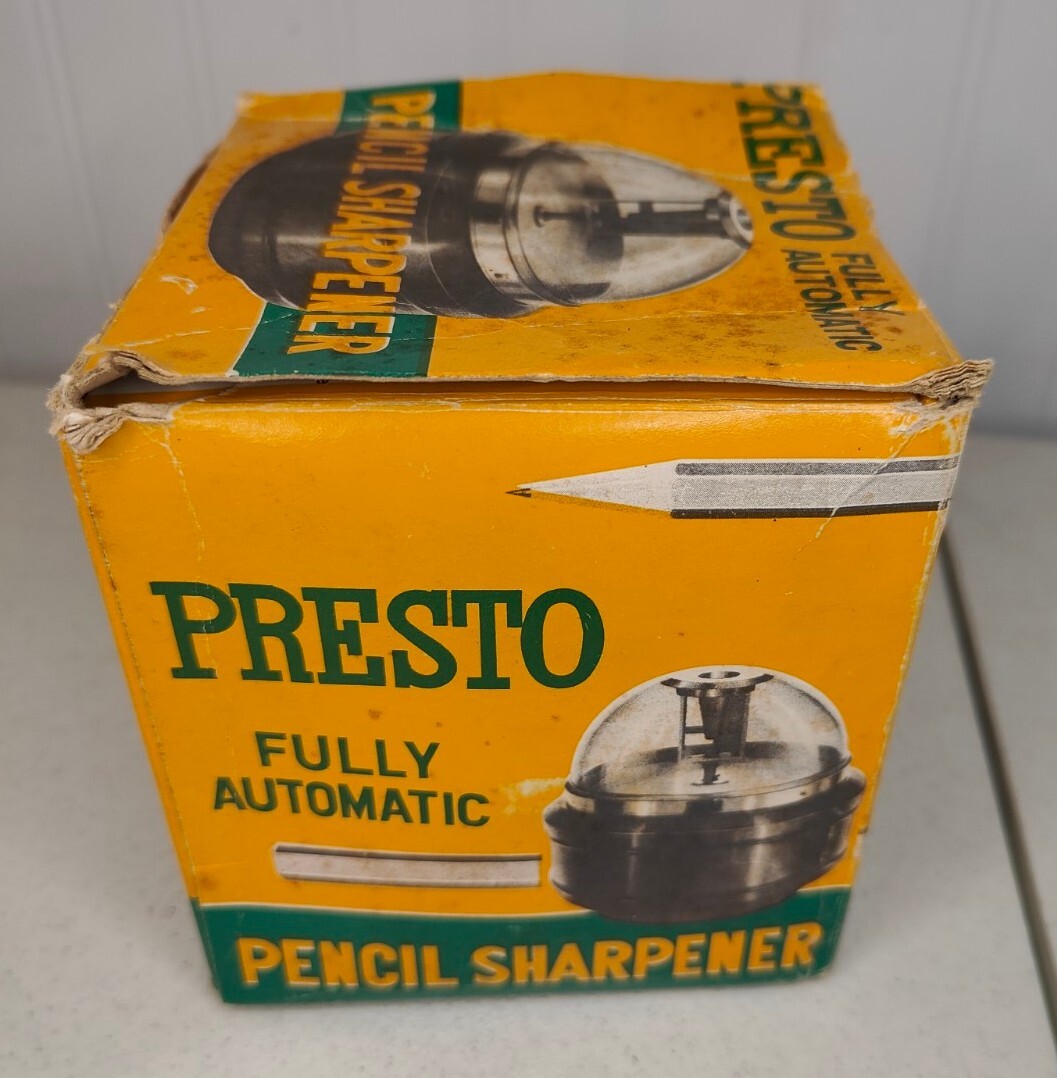 PRESTO
FULLY
AUTOMATIC
PENCIL SHARPENER
PRESTO
FULLY
AUTOMATIC
PENCIL SHARPENER